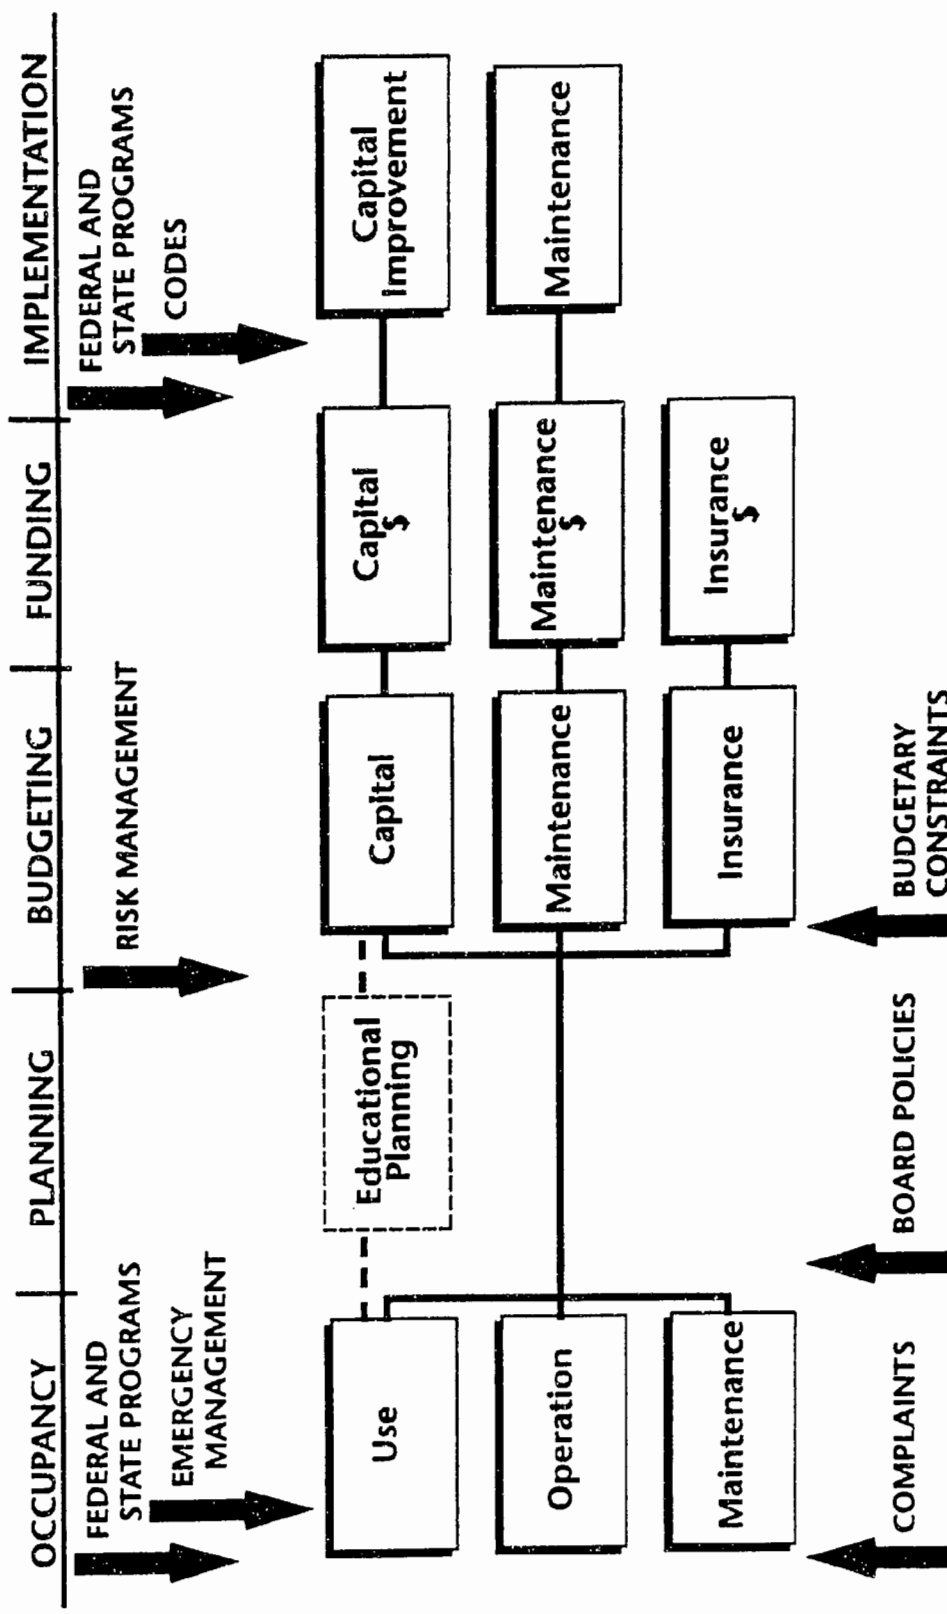 OCCUPANCY
PLANNING
BUDGETING
FUNDING
IMPLEMENTATION
FEDERAL AND
STATE PROGRAMS
EMERGENCY
MANAGEMENT
RISK MANAGEMENT
FEDERAL AND
STATE PROGRAMS
CODES
Use
Educational
Planning
Capital
Capital
$
Capital
Improvement
Operation
Maintenance
Maintenance
$
Maintenance
Maintenance
Insurance
Insurance
$
COMPLAINTS
BOARD POLICIES
BUDGETARY
CONSTRAINTS